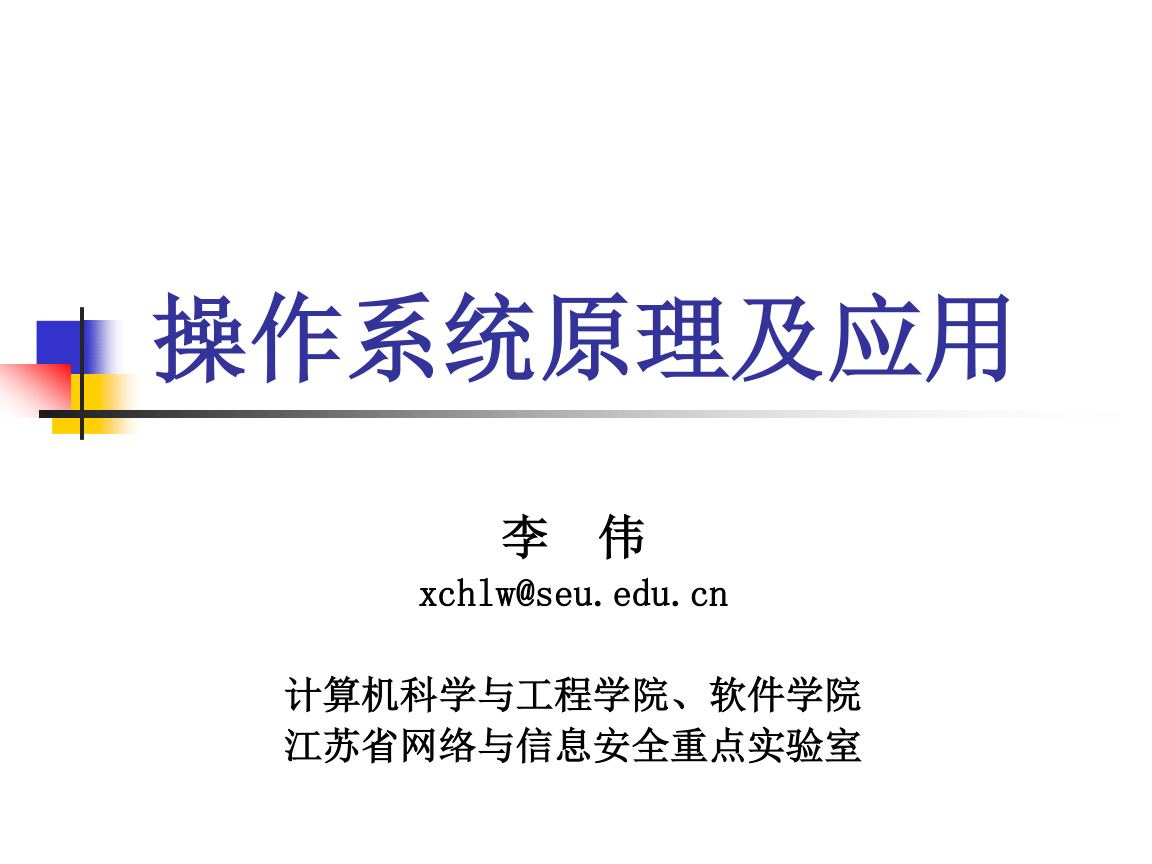 操作系统原理及应用
李　伟
xchlw@seu.edu.cn
计算机科学与工程学院、软件学院
江苏省网络与信息安全重点实验室